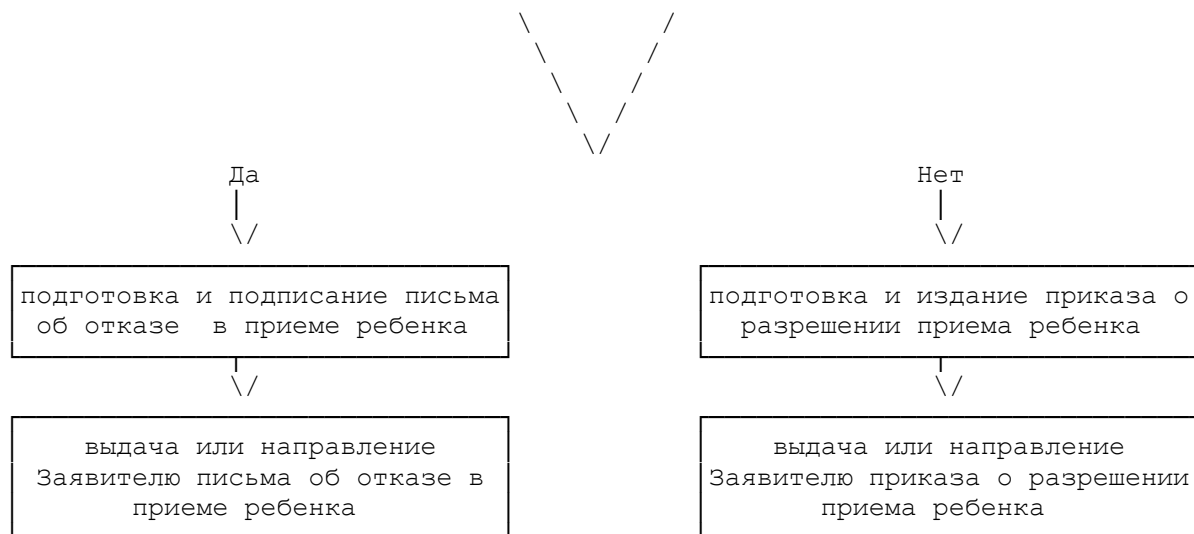 Да
Нет
подготовка и подписание письма
об отказе в приеме ребенка
подготовка и издание приказа о
разрешении приема ребенка
выдача или направление
Заявителю письма об отказе в
приеме ребенка
выдача или направление
Заявителю приказа о разрешении
приема ребенка